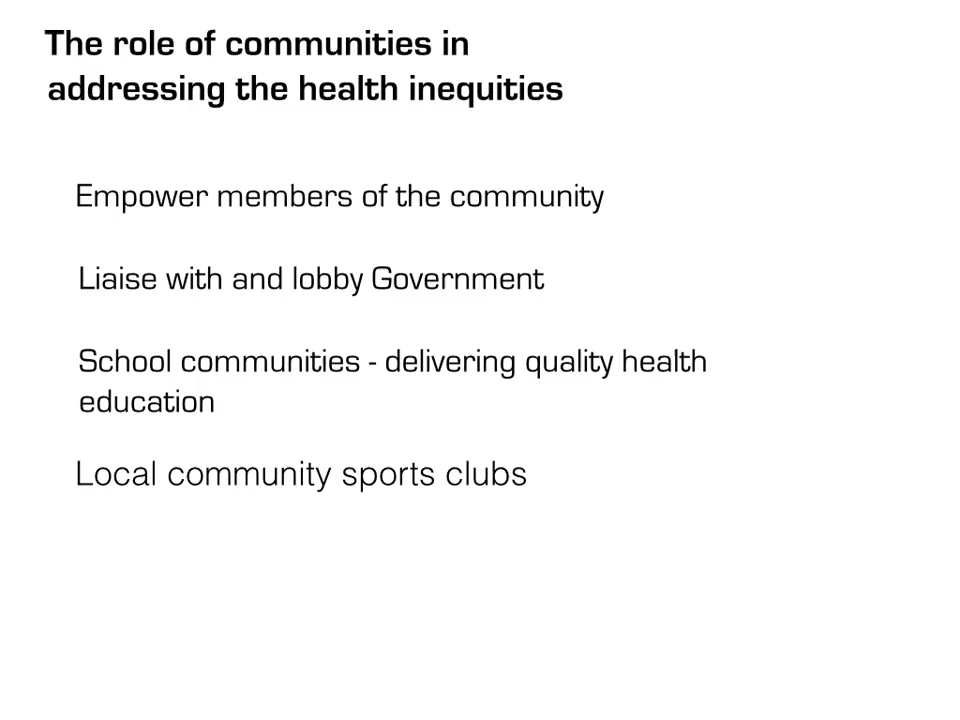 The role of communities in
addressing the health inequities
Empower members of the community
Liaise with and lobby Government
School communities - delivering quality health
education
Local community sports clubs